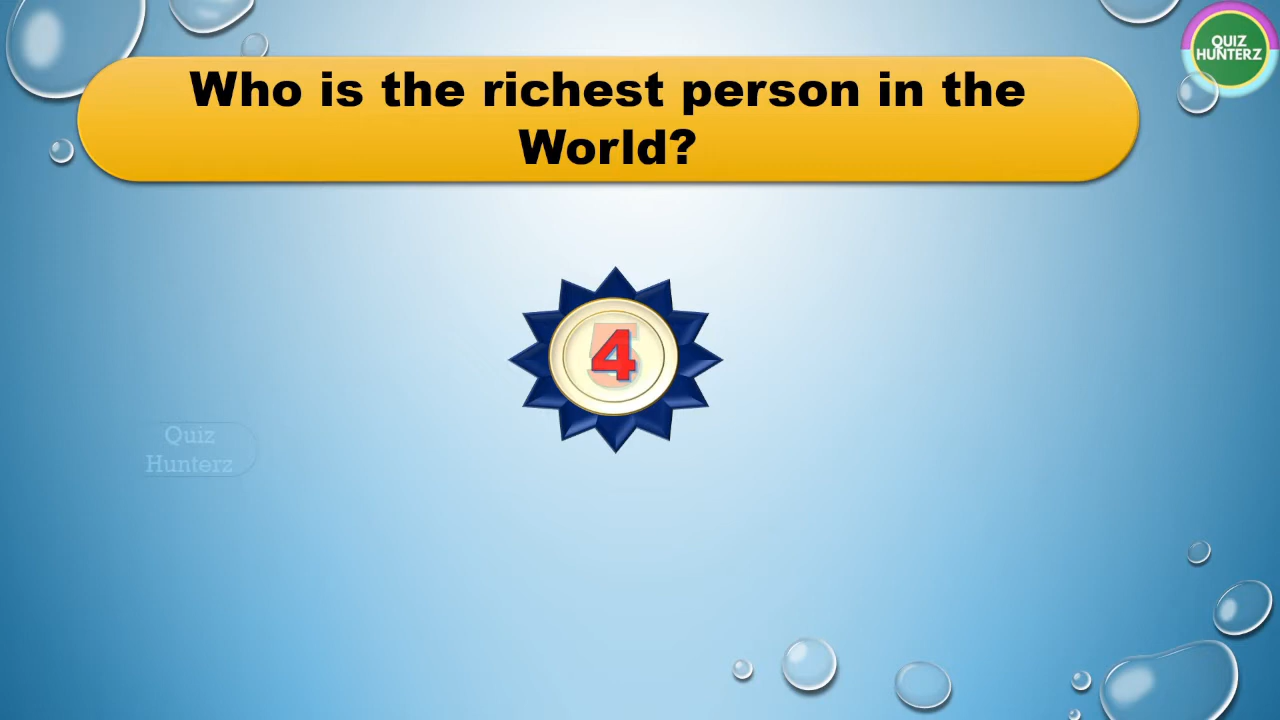 QUIZ
HUNTERZ
Who is the richest person in the
World?
4
Quiz
Hunterz